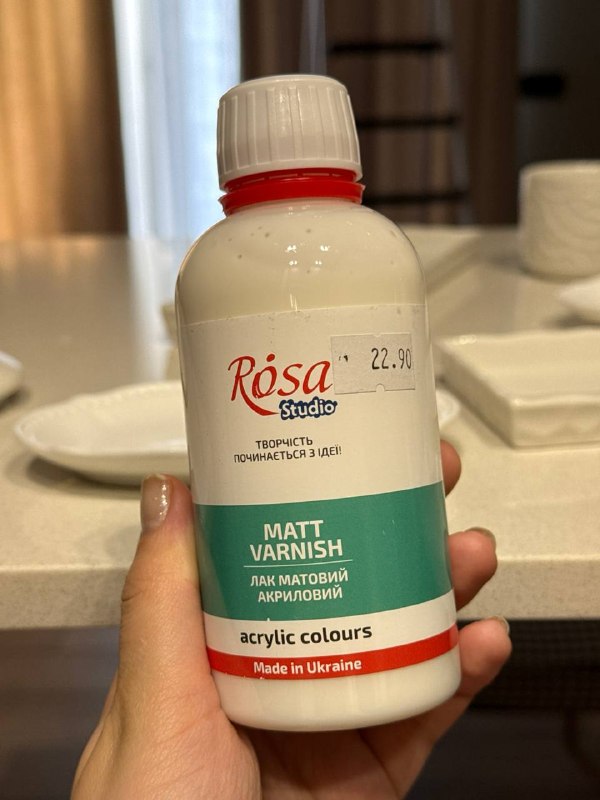 Rosa
Studio
22.90
ТВОРЧІСТЬ
ПОЧИНАЄТЬСЯ З ІДЕЇ!
MATT
VARNISH
ЛАК МАТОВИЙ
АКРИЛОВИЙ
acrylic colours
Made in Ukraine